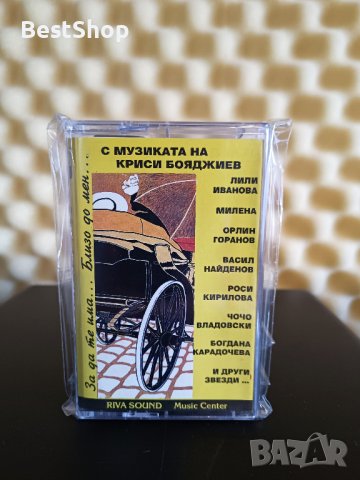 BestShop
С МУЗИКАТА НА
КРИСИ БОЯДЖИЕВ
За да те има... Близо до мен...
ЛИЛИ
ИВАНОВА
МИЛЕНА
ОРЛИН
ГОРАНОВ
ВАСИЛ
НАЙДЕНОВ
РОСИ
КИРИЛОВА
ЧОЧО
ВЛАДОВСКИ
БОГДАНА
КАРАДОЧЕВА
И ДРУГИ
ЗВЕЗДИ ...
RIVA SOUND Music Center
BAZAR